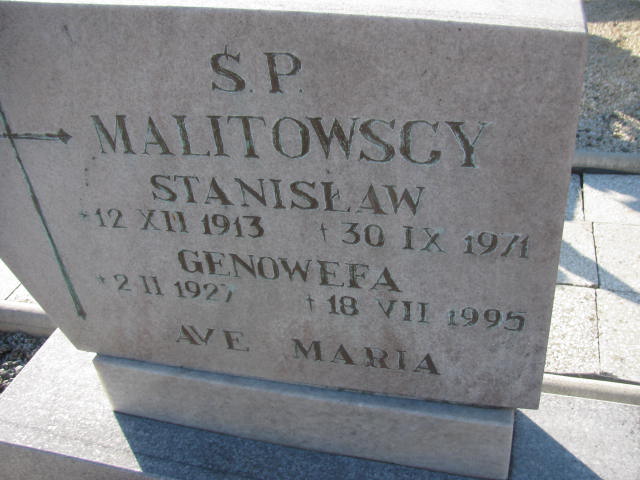 Ś.P.
MALITOWSCY
STANISŁAW
*12 XII 1913 †30 IX 1971
GENOWEFA
*2 II 1927 †18 VII 1995
AVE MARIA